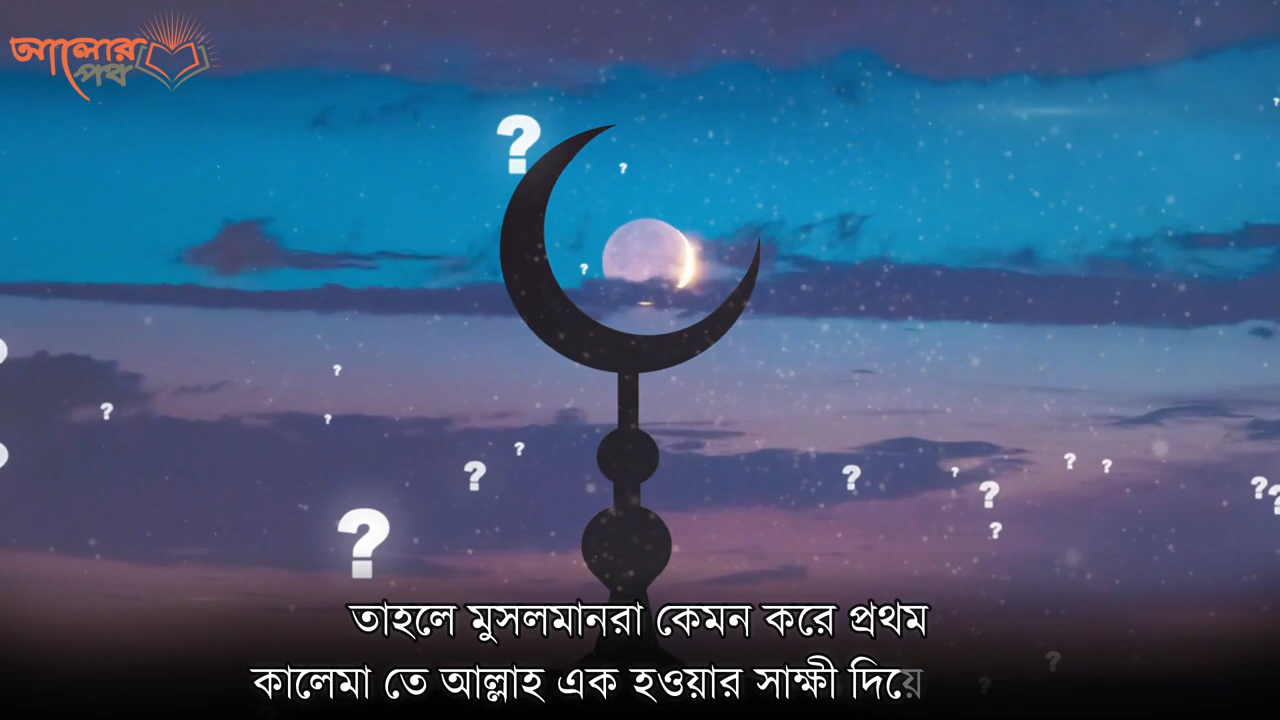 আলোর
পথ
তাহলে মুসলমানরা কেমন করে প্রথম
কালেমা তে আল্লাহ এক হওয়ার সাক্ষী দিয়ে